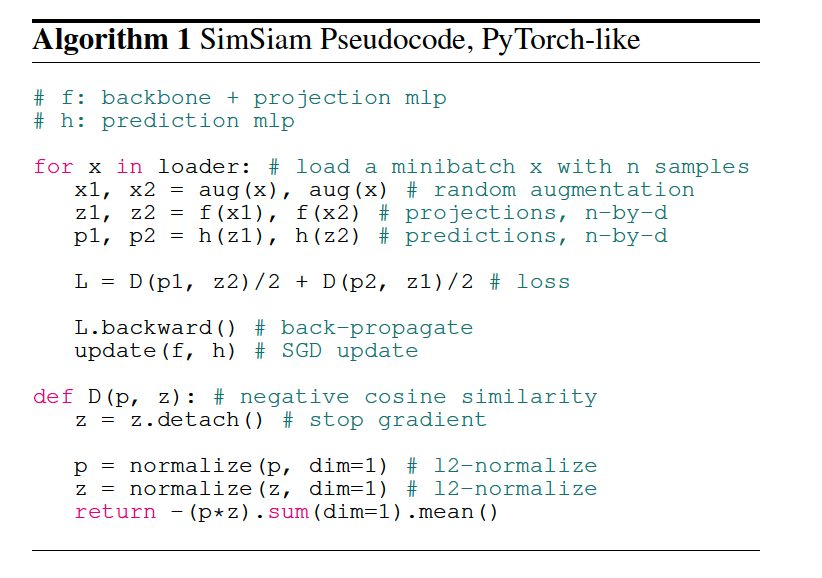 Algorithm 1 SimSiam Pseudocode, PyTorch-like
# f: backbone + projection mlp
# h: prediction mlp
for x in loader: # load a minibatch x with n samples
x1, x2 = aug(x), aug(x) # random augmentation
z1, z2 = f(x1), f(x2) # projections, n-by-d
p1, p2 = h(z1), h(z2) # predictions, n-by-d
L = D(p1, z2)/2 + D(p2, z1)/2 # loss
L.backward() # back-propagate
update(f, h) # SGD update
def D(p, z): # negative cosine similarity
z = z.detach() # stop gradient
p = normalize(p, dim=1) # l2-normalize
z = normalize(z, dim=1) # l2-normalize
return -(p*z).sum(dim=1).mean()